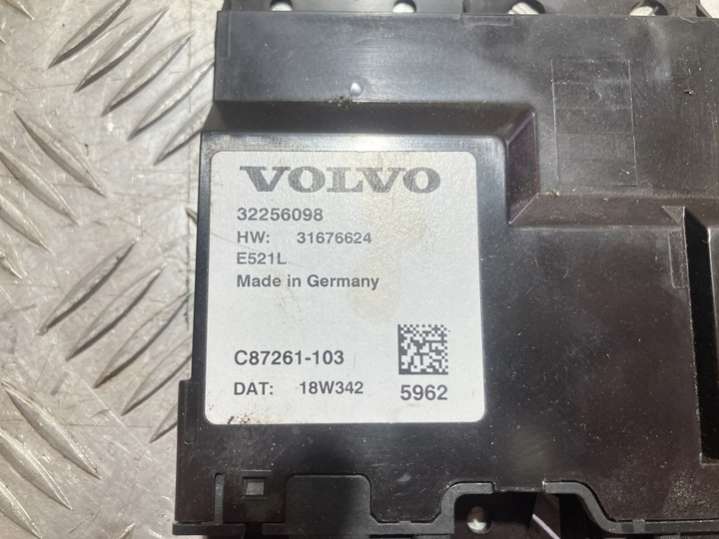 VOLVO
32256098
HW: 31676624
E521L
Made in Germany
C87261-103
DAT: 18W342
5962